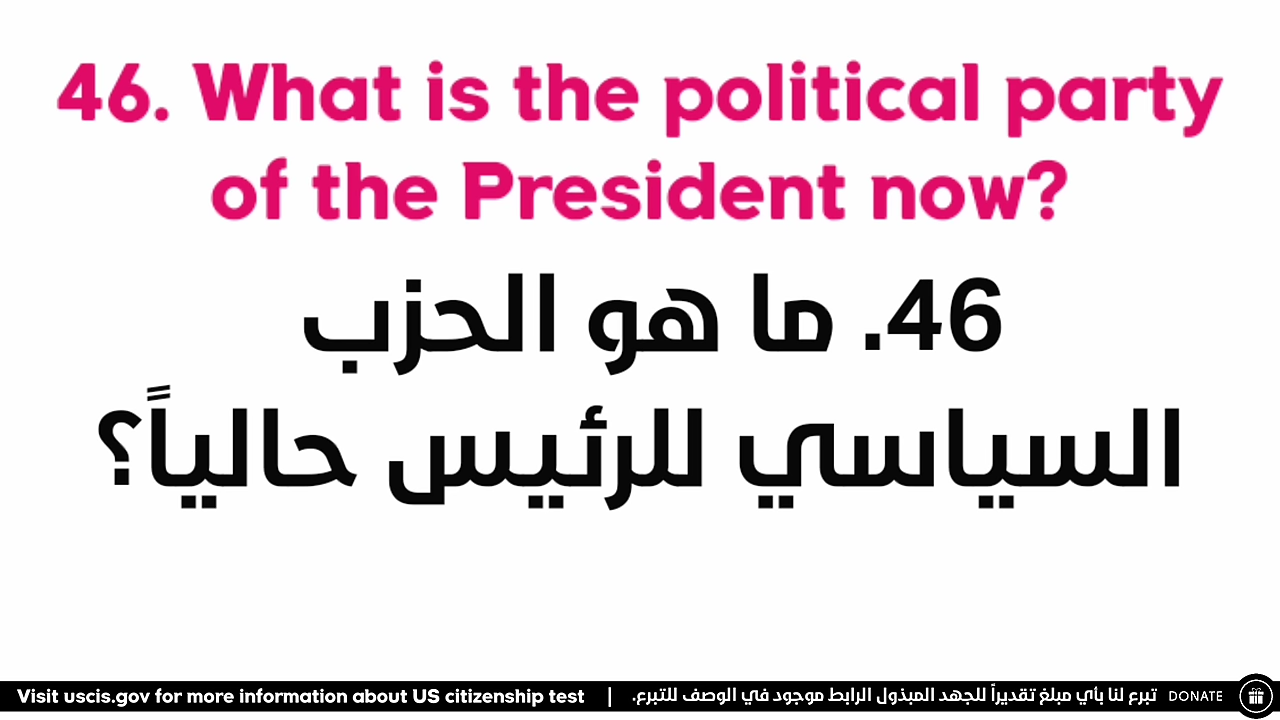 46. What is the political party
of the President now?
46. ما هو الحزب
السياسي للرئيس حالياً؟
Visit uscis.gov for more information about US citizenship test | تبرع لنا بأي مبلغ تقديراً للجهد المبذول الرابط موجود في الوصف للتبرع. DONATE